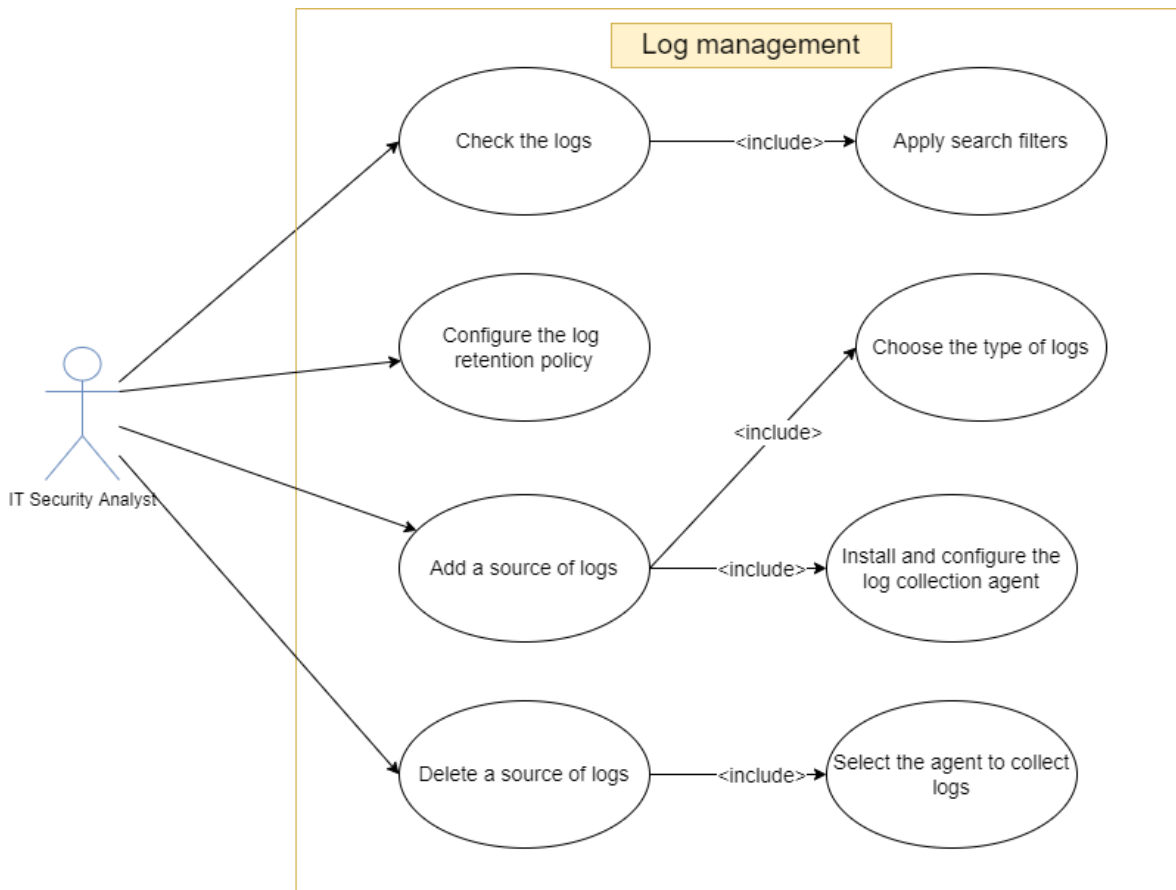 Log management
Check the logs
<include>
Apply search filters
Configure the log
retention policy
Choose the type of logs
<include>
IT Security Analyst
Add a source of logs
<include>
Install and configure the
log collection agent
Delete a source of logs
<include>
Select the agent to collect
logs